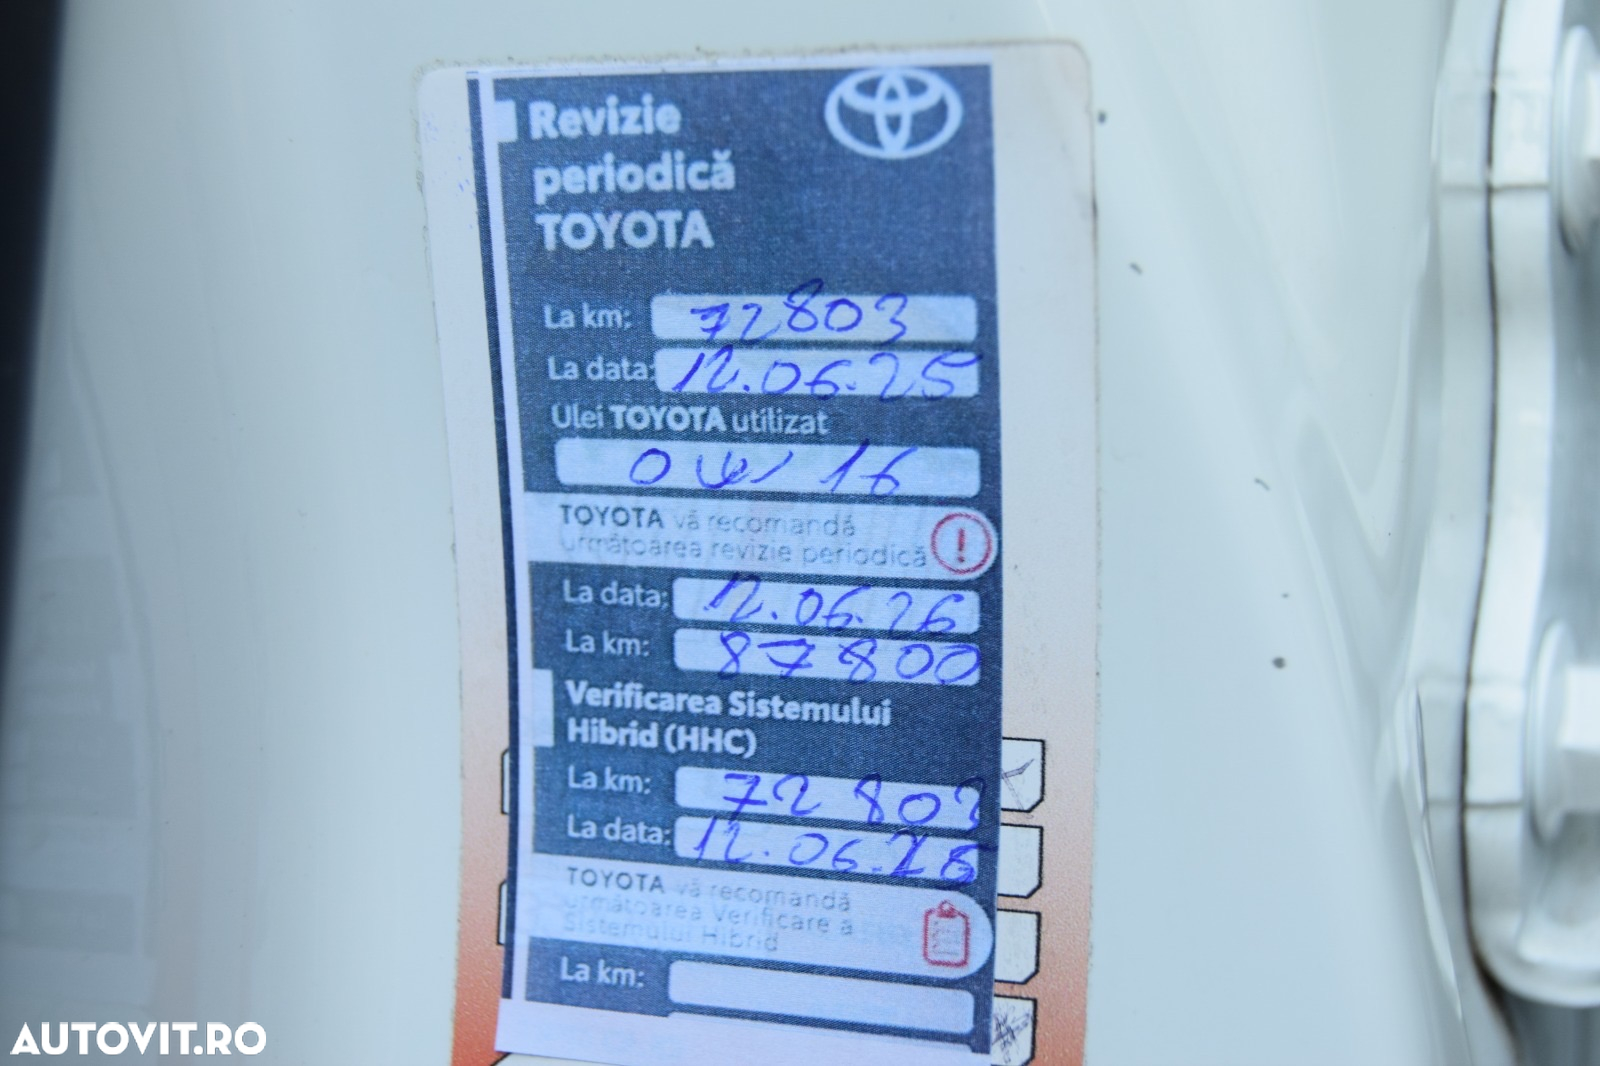 Revizie
periodică
TOYOTA
La km: 72803
La data: 12.06.25
Ulei TOYOTA utilizat
0W 16
TOYOTA vă recomandă
următoarea revizie periodică
La data: 12.06.26
La km: 87800
Verificarea Sistemului
Hibrid (HHC)
La km: 72803
La data: 12.06.
TOYOTA vă recomandă
următoarea Verificare a
Sistemului Hibrid
La km:
AUTOVIT.RO